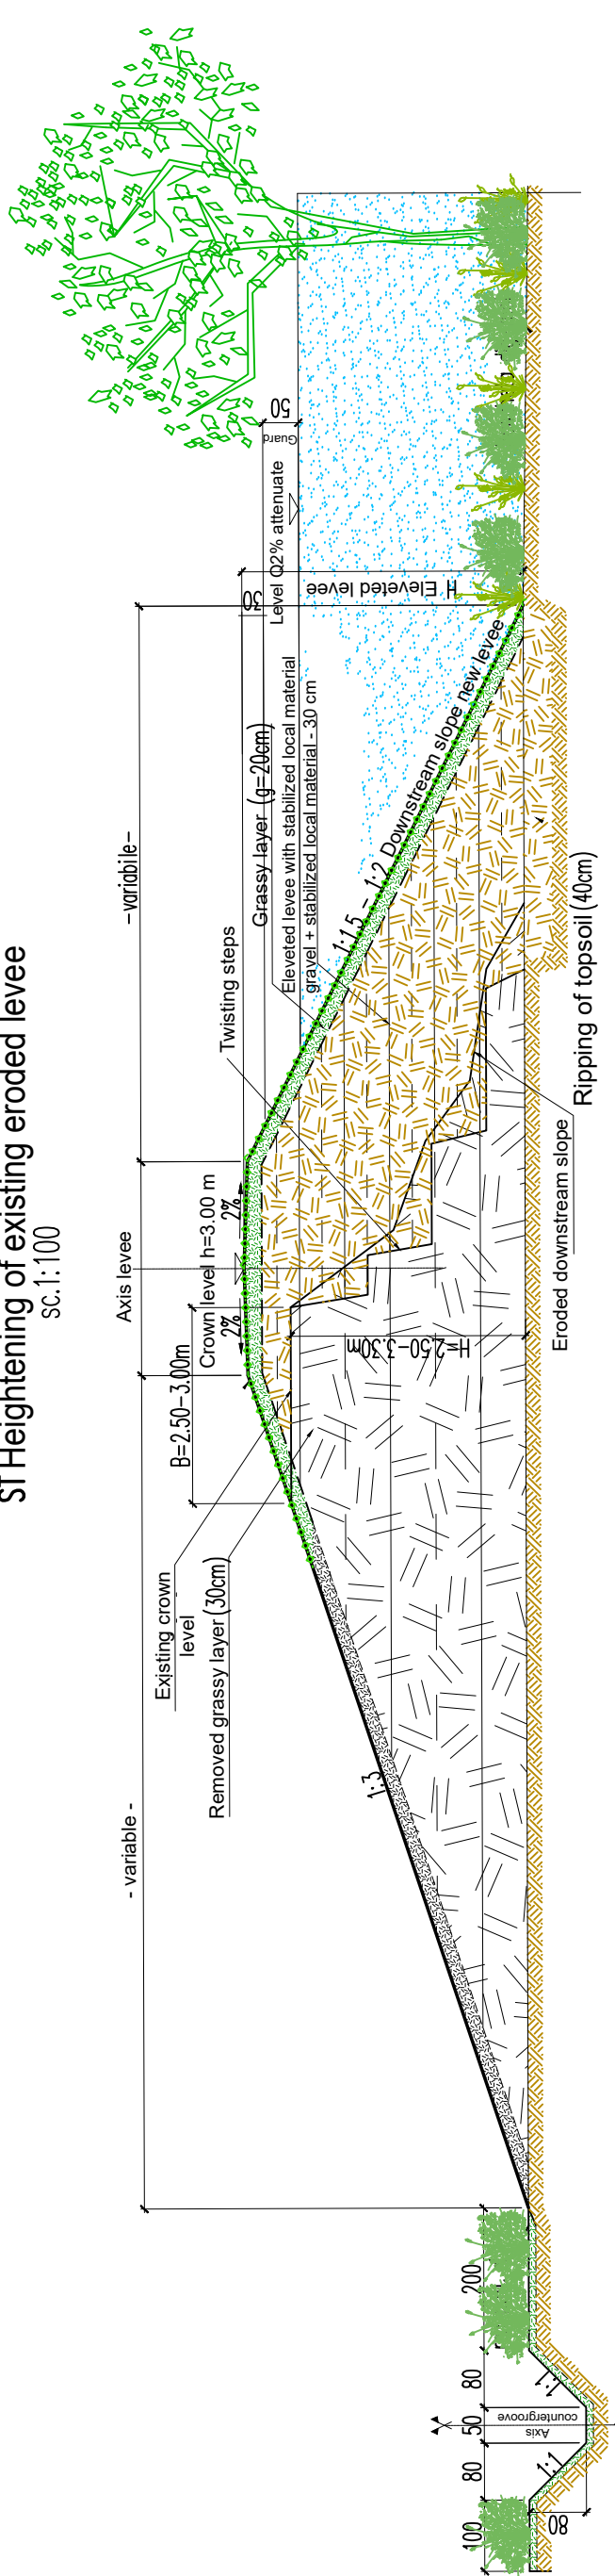 ST Heightening of existing eroded levee
sc.1:100
- variable -
Axis levee
-variabile-
B=2.50-3.00m
Crown level h=3.00 m
2%
2%
Existing crown
level
Removed grassy layer (30cm)
Twisting steps
Grassy layer (g=20cm)
Eleveted levee with stabilized local material
gravel + stabilized local material - 30 cm
30
Level Q2% attenuate
50
Guard
H Eleveted levee
1:1.5 - 1:2 Downstream slope new levee
H=2.50-3.30m
1:3
Eroded downstream slope
Ripping of topsoil (40cm)
100
80
50
80
200
1:1
Axis
countergroove
1:1
80